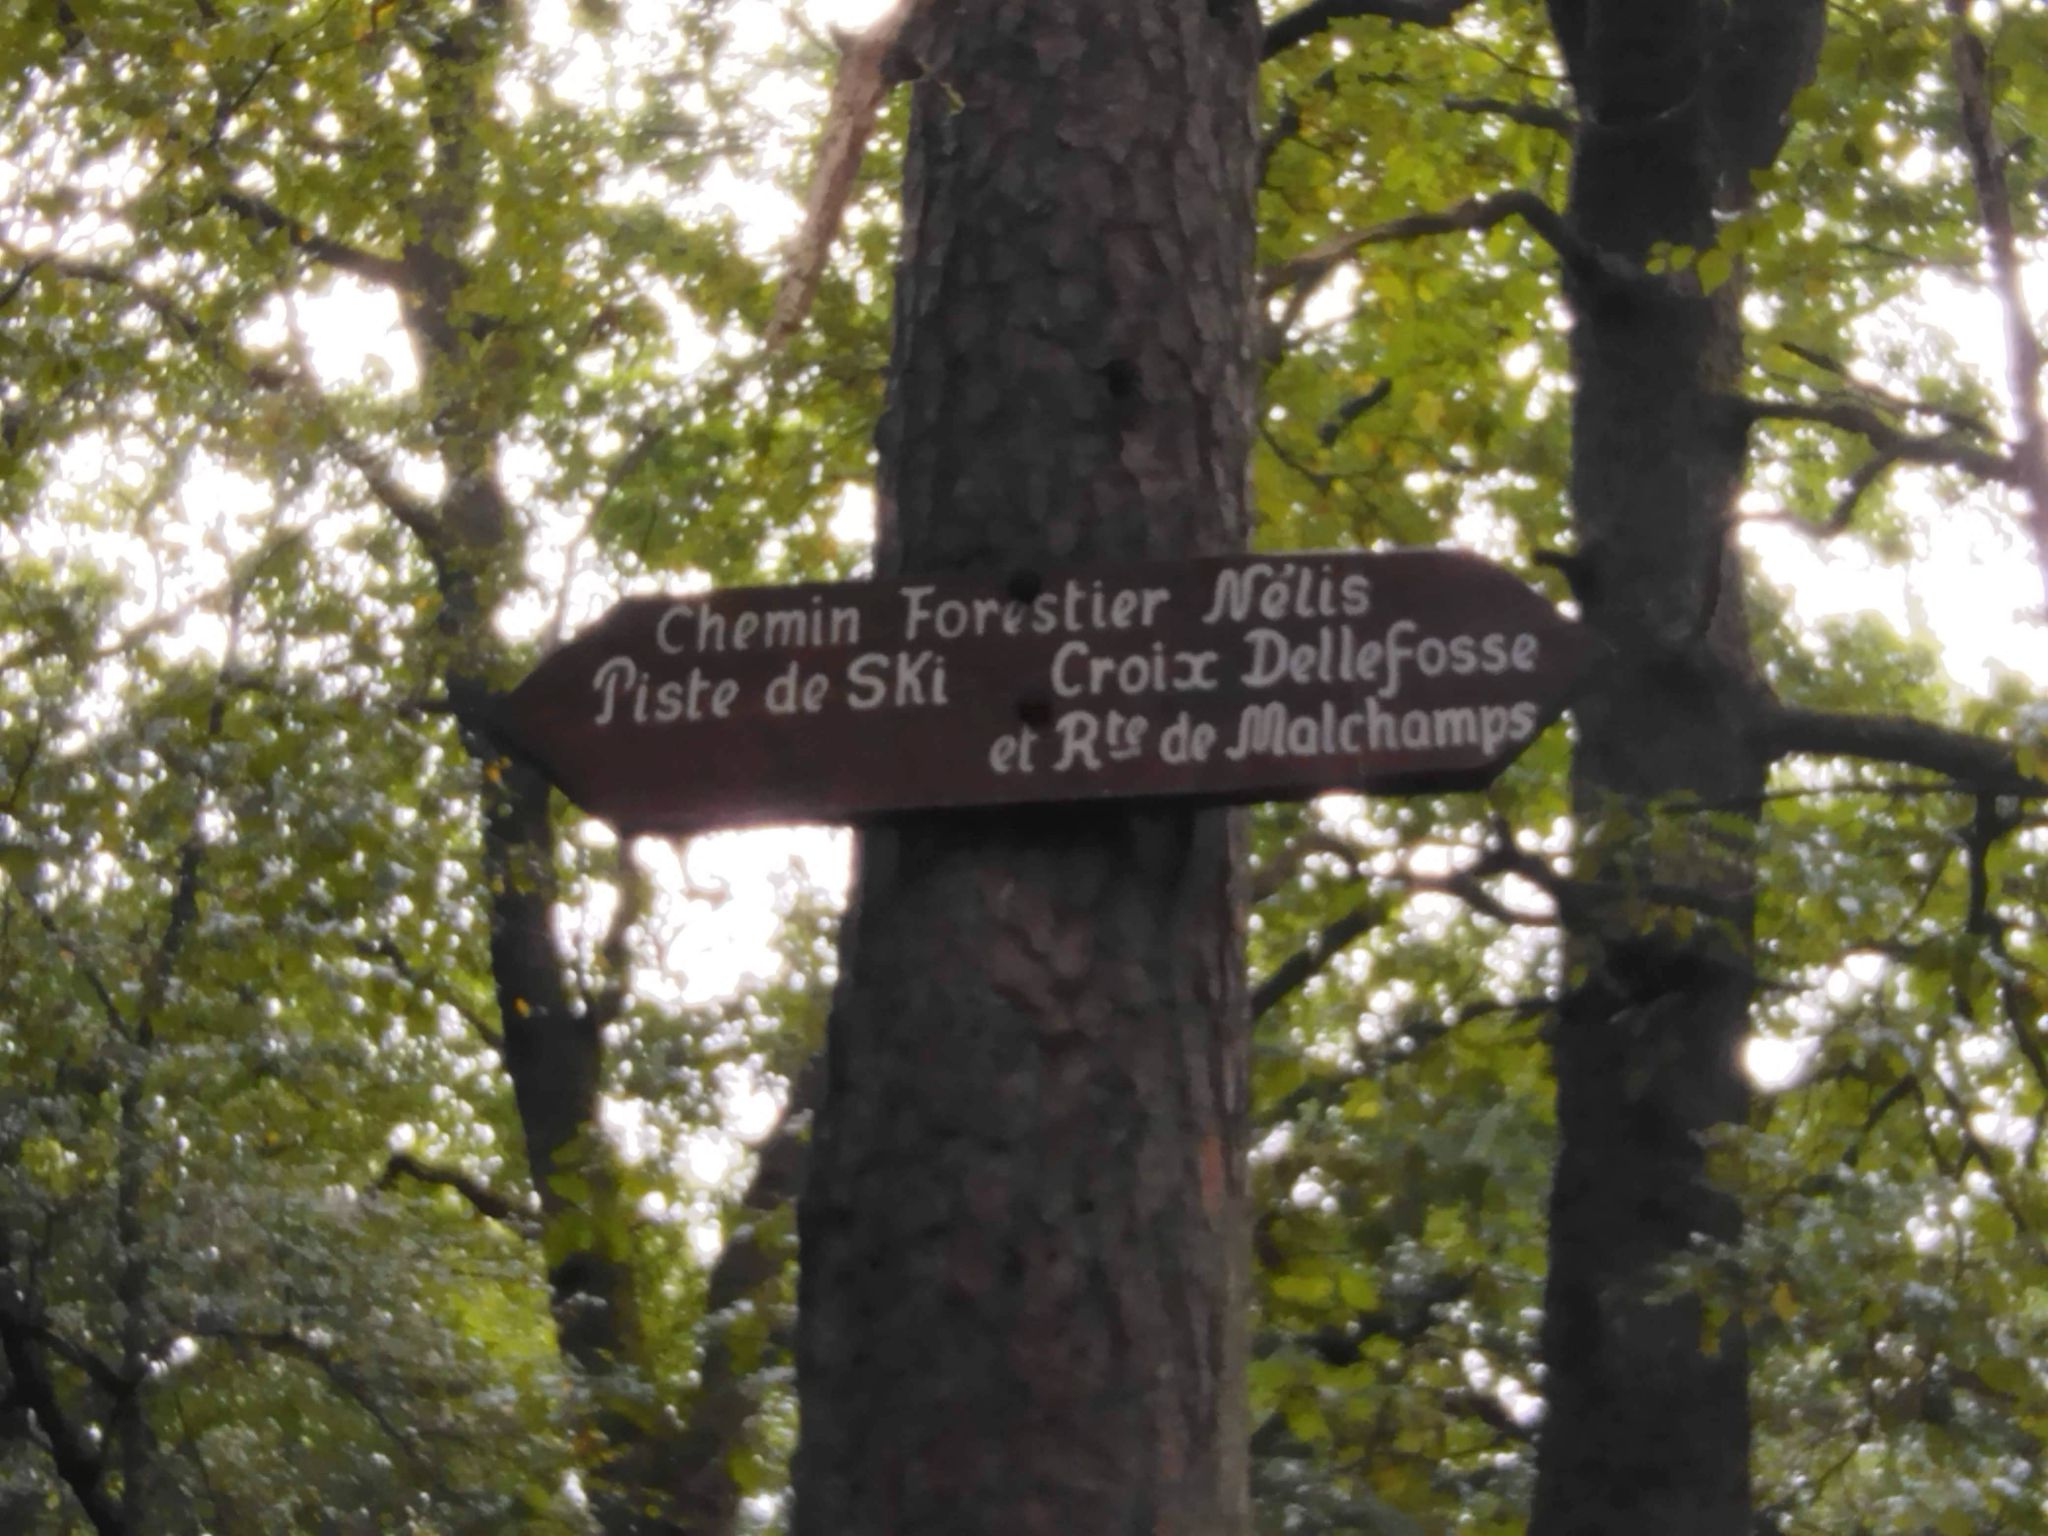 Chemin Forestier Nélis
Piste de SKi Croix Dellefosse
et Rte de Malchamps